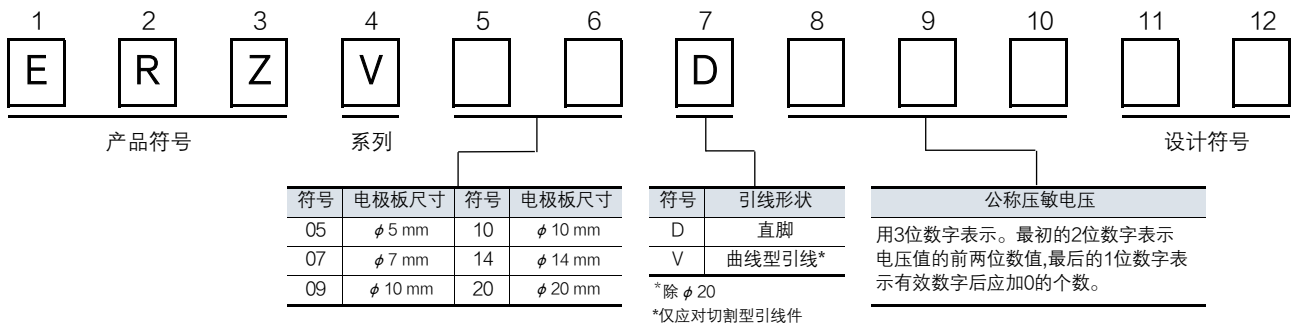 1 2 3 4 5 6 7 8 9 10 11 12
E R Z V D
产品符号 系列 设计符号
符号 电极板尺寸 符号 电极板尺寸
05 ϕ 5 mm 10 ϕ 10 mm
07 ϕ 7 mm 14 ϕ 14 mm
09 ϕ 10 mm 20 ϕ 20 mm
符号 引线形状
D 直脚
V 曲线型引线*
*除 ϕ 20
*仅应对切割型引线件
公称压敏电压
用3位数字表示。最初的2位数字表示
电压值的前两位数值,最后的1位数字表
示有效数字后应加0的个数。